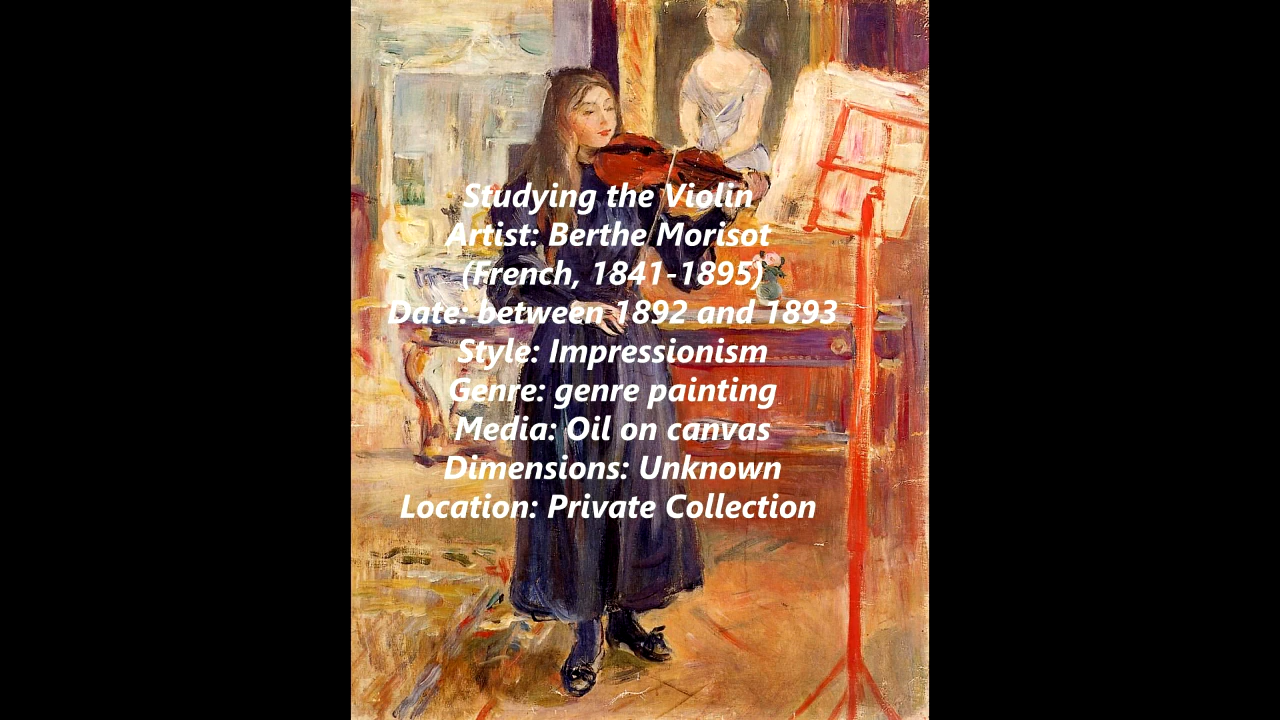 Studying the Violin
Artist: Berthe Morisot
(French, 1841-1895)
Date: between 1892 and 1893
Style: Impressionism
Genre: genre painting
Media: Oil on canvas
Dimensions: Unknown
Location: Private Collection